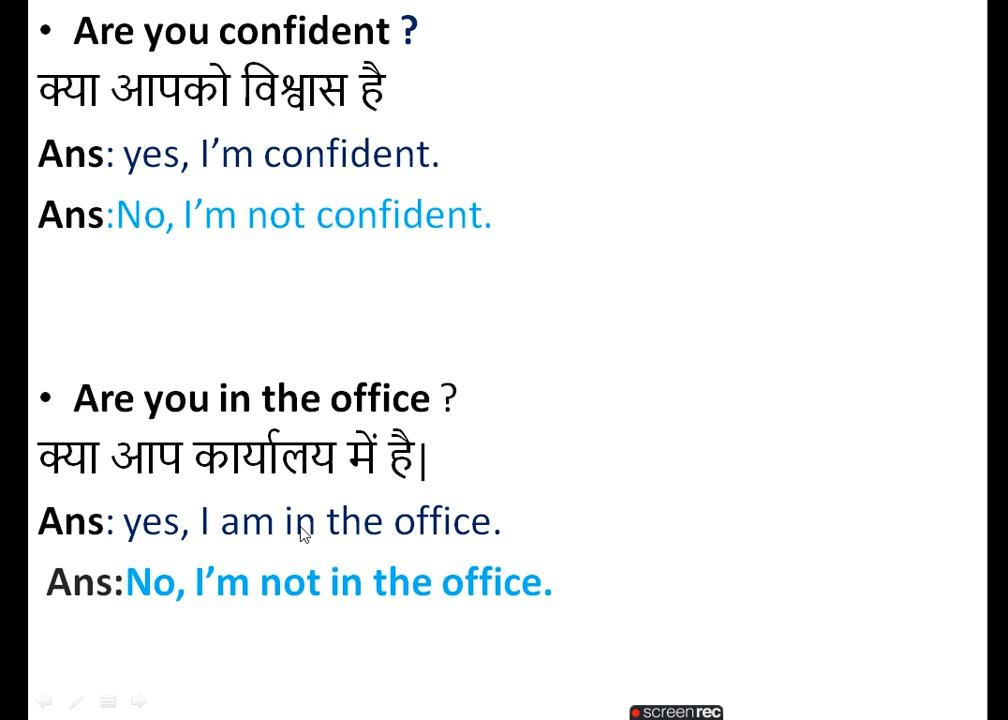 • Are you confident ?
क्या आपको विश्वास है
Ans: yes, I’m confident.
Ans:No, I’m not confident.
• Are you in the office ?
क्या आप कार्यालय में है|
Ans: yes, I am in the office.
Ans:No, I’m not in the office.
screenrec